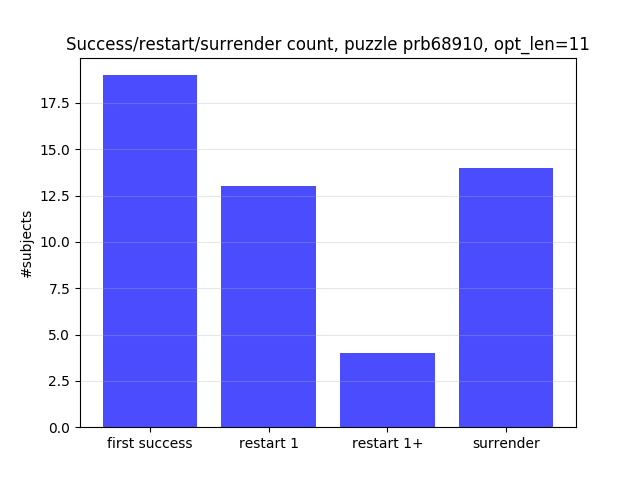 Success/restart/surrender count, puzzle prb68910, opt_len=11
#subjects
17.5
15.0
12.5
10.0
7.5
5.0
2.5
0.0
first success restart 1 restart 1+ surrender